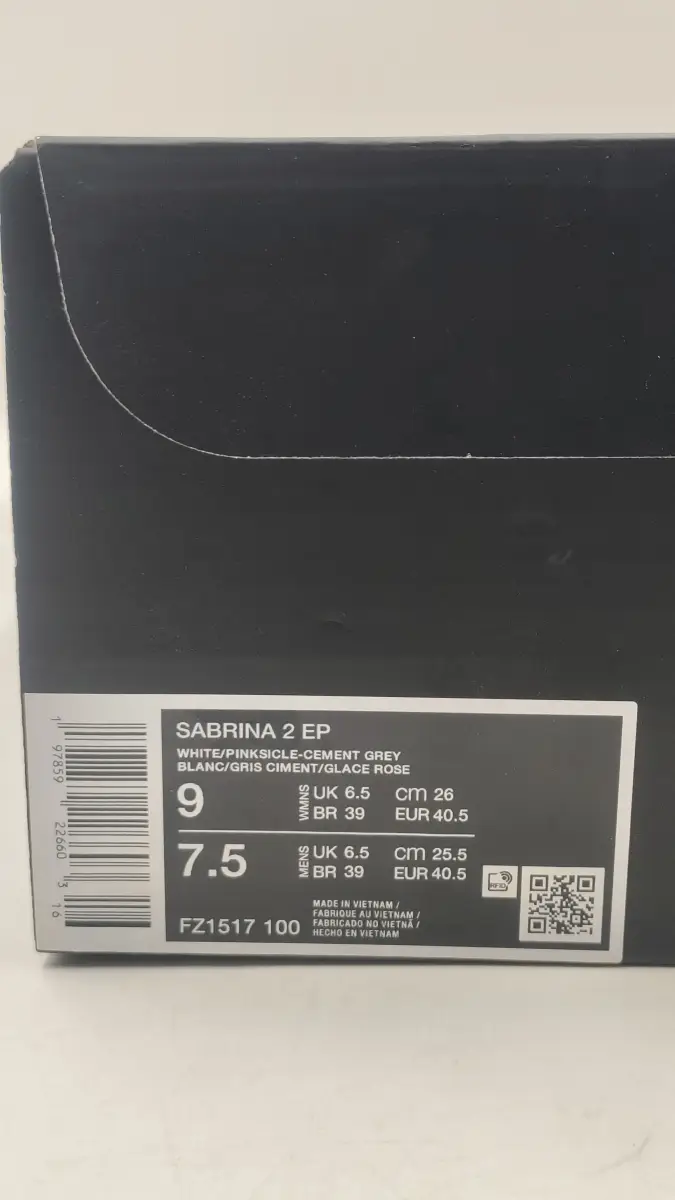 SABRINA 2 EP
WHITE/PINKSICLE-CEMENT GREY
BLANC/GRIS CIMENT/GLACE ROSE
9 WMNS UK 6.5 cm 26
BR 39 EUR 40.5
7.5 MENS UK 6.5 cm 25.5
BR 39 EUR 40.5
RFID
FZ1517 100
MADE IN VIETNAM /
FABRIQUE AU VIETNAM /
FABRICADO NO VIETNÃ /
HECHO EN VIETNAM
1 97859 22660 3 16